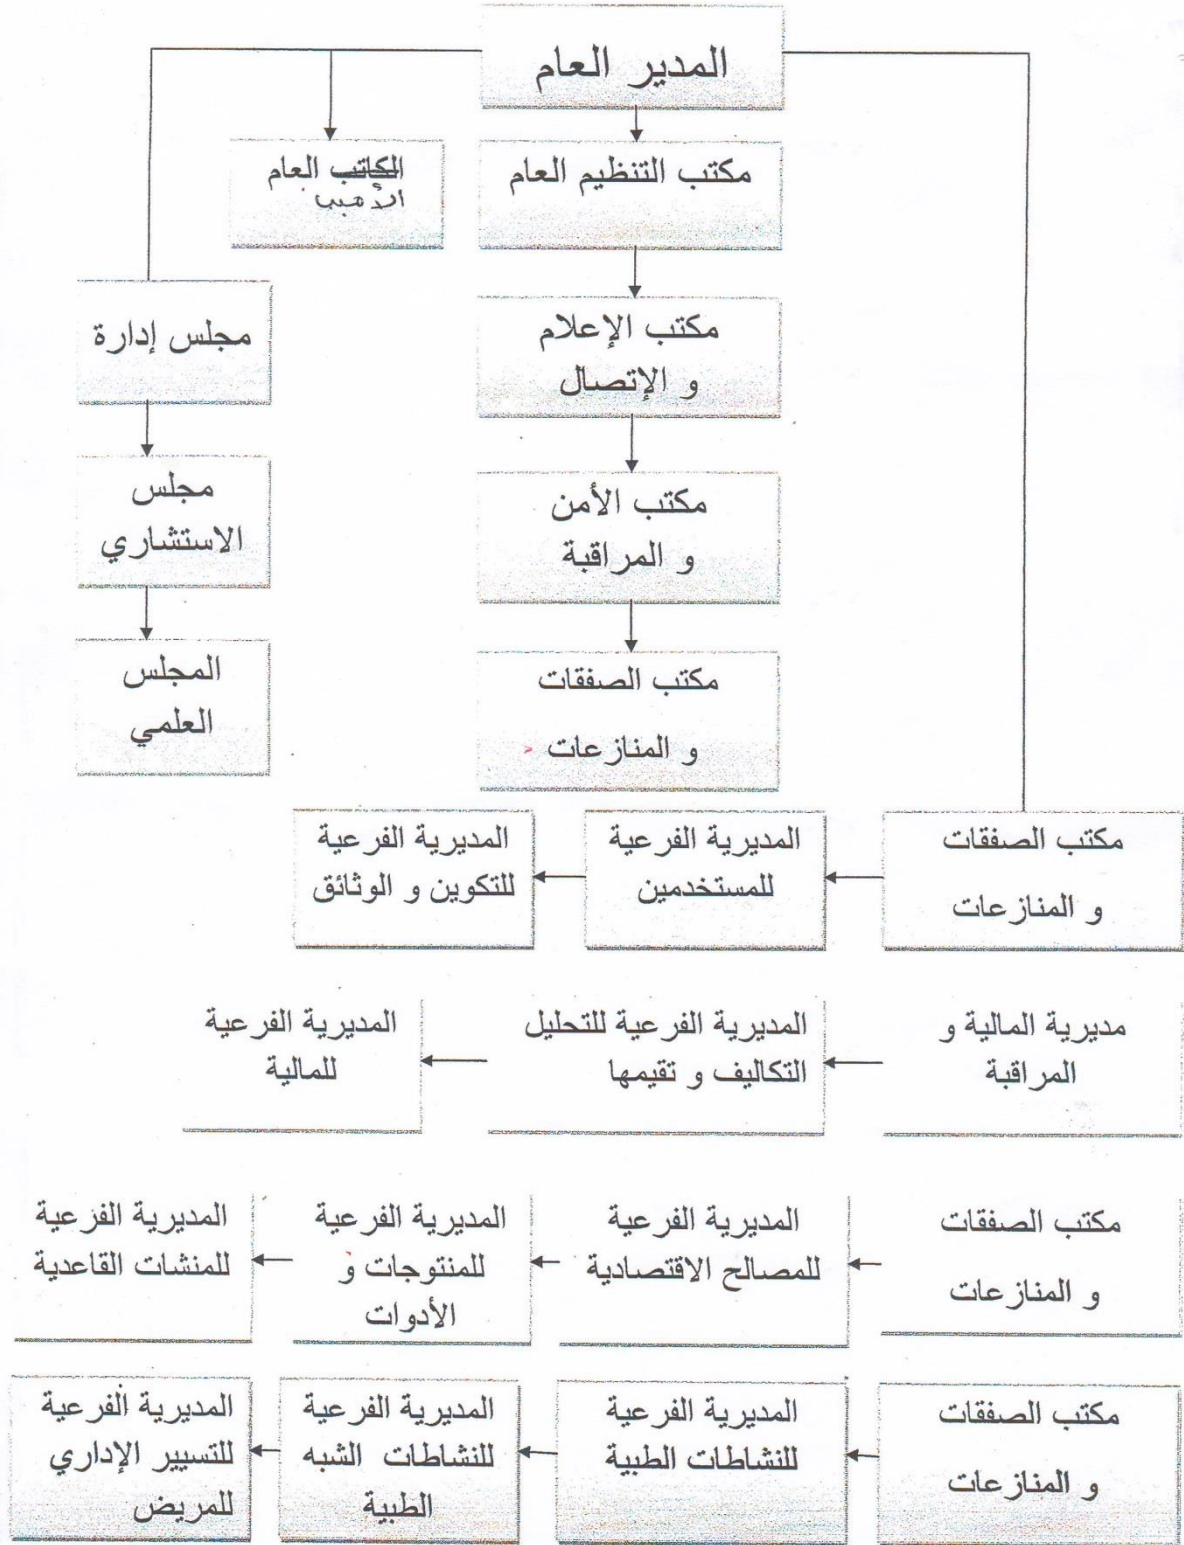 المدير العام
مكتب التنظيم العام
الكاتب العام
مكتب الإعلام
و الإتصال
مجلس إدارة
مكتب الأمن
و المراقبة
مجلس
الاستشاري
مكتب الصفقات
و المنازعات
المجلس
العلمي
مكتب الصفقات
و المنازعات
المديرية الفرعية
للمستخدمين
المديرية الفرعية
للتكوين و الوثائق
مديرية المالية و
المراقبة
المديرية الفرعية للتحليل
التكاليف و تقيمها
المديرية الفرعية
للمالية
مكتب الصفقات
و المنازعات
المديرية الفرعية
للمصالح الاقتصادية
المديرية الفرعية
للمنتوجات و
الأدوات
المديرية الفرعية
للمنشات القاعدية
مكتب الصفقات
و المنازعات
المديرية الفرعية
للنشاطات الطبية
المديرية الفرعية
للنشاطات الشبه
الطبية
المديرية الفرعية
للتسيير الإداري
للمريض